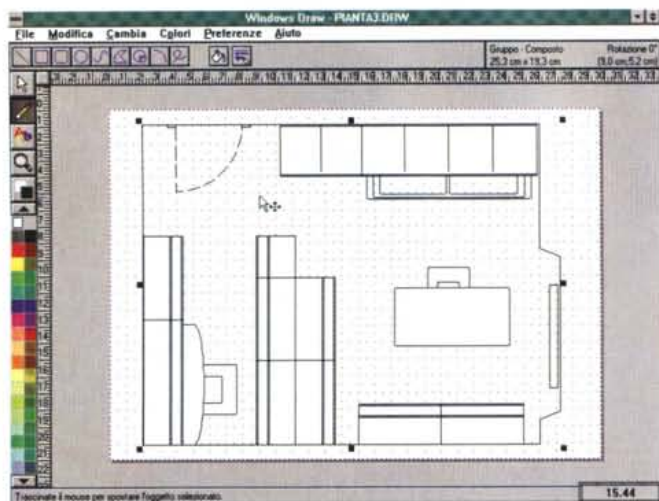 Windows Draw - PIANTA3.DRW
File Modifica Cambia Colori Preferenze Aiuto
Gruppo - Composto Rotazione 0°
25,3 cm x 19,3 cm (9,0 cm;5,2 cm)
Trascinate il mouse per spostare l'oggetto selezionato.
15.44